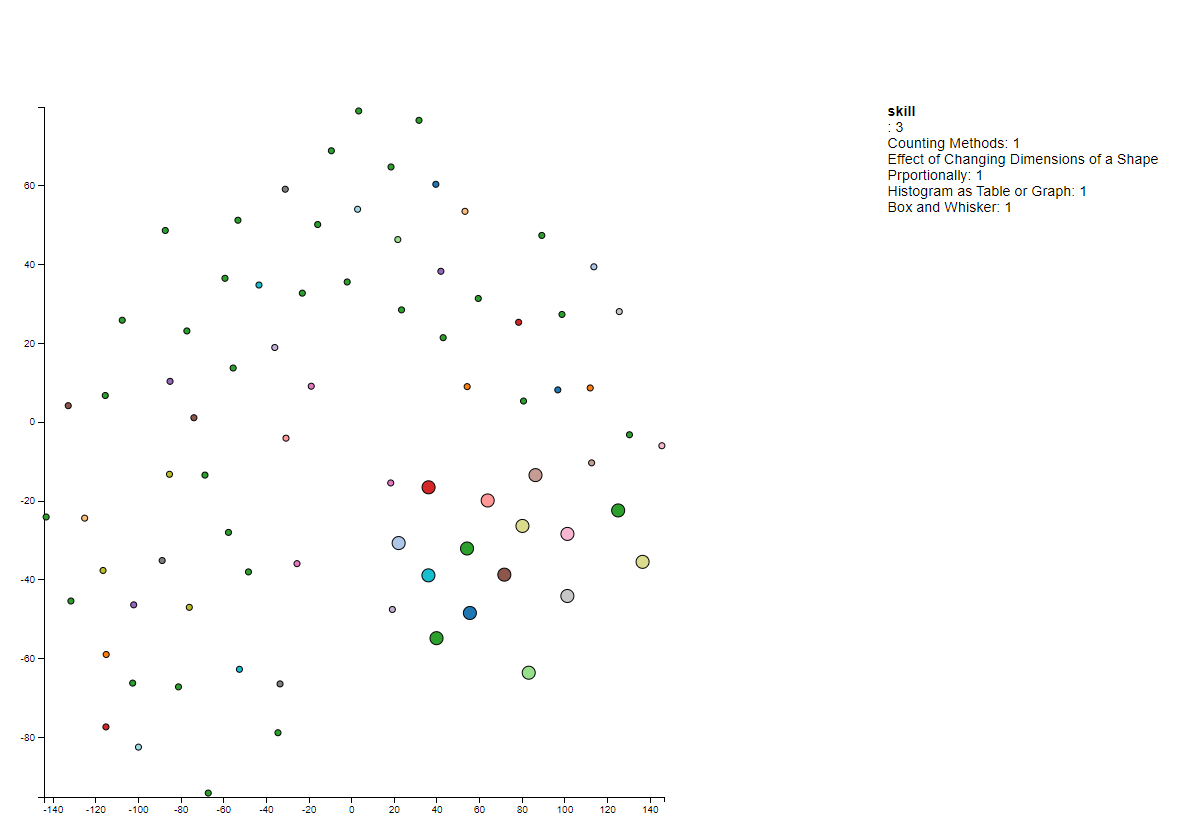 skill
: 3
Counting Methods: 1
Effect of Changing Dimensions of a Shape
Prportionally: 1
Histogram as Table or Graph: 1
Box and Whisker: 1
60
40
20
0
-20
-40
-60
-80
-140 -120 -100 -80 -60 -40 -20 0 20 40 60 80 100 120 140